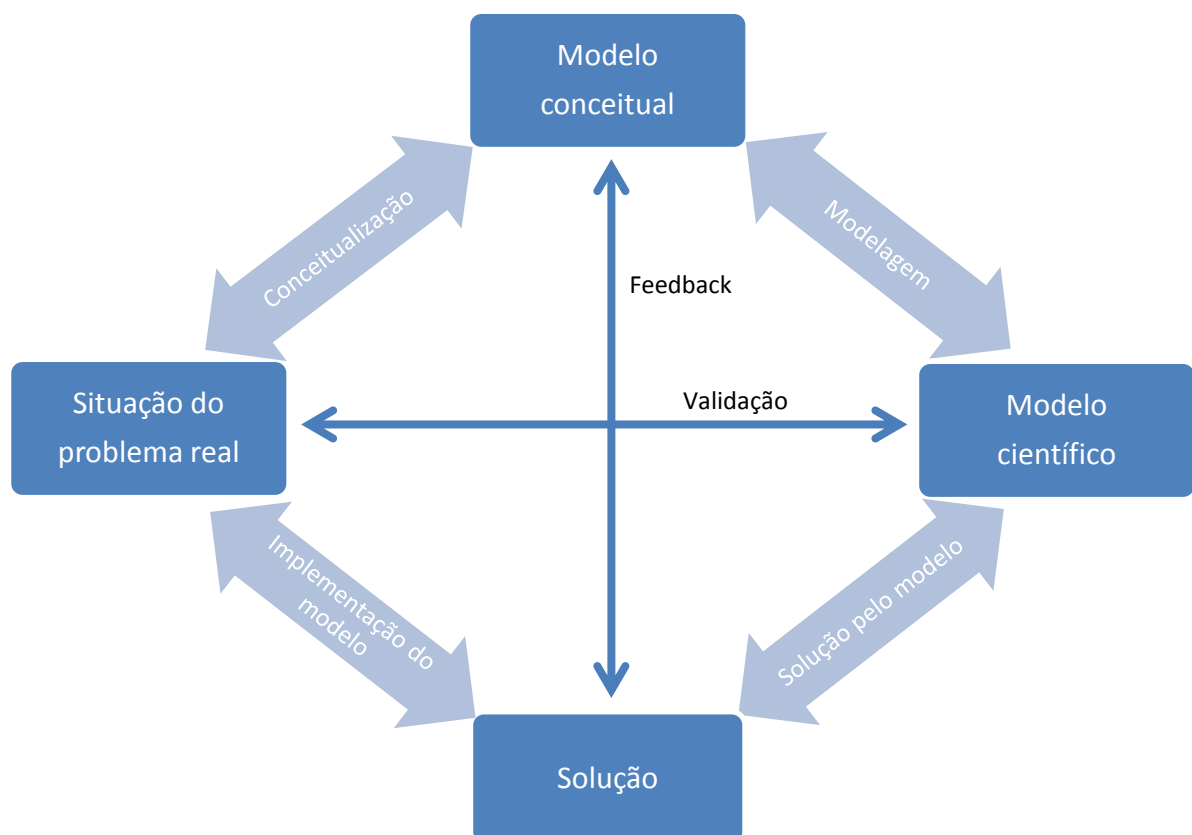 Modelo
conceitual
Conceitualização
Modelagem
Feedback
Situação do
problema real
Validação
Modelo
científico
Implementação do
modelo
Solução pelo modelo
Solução